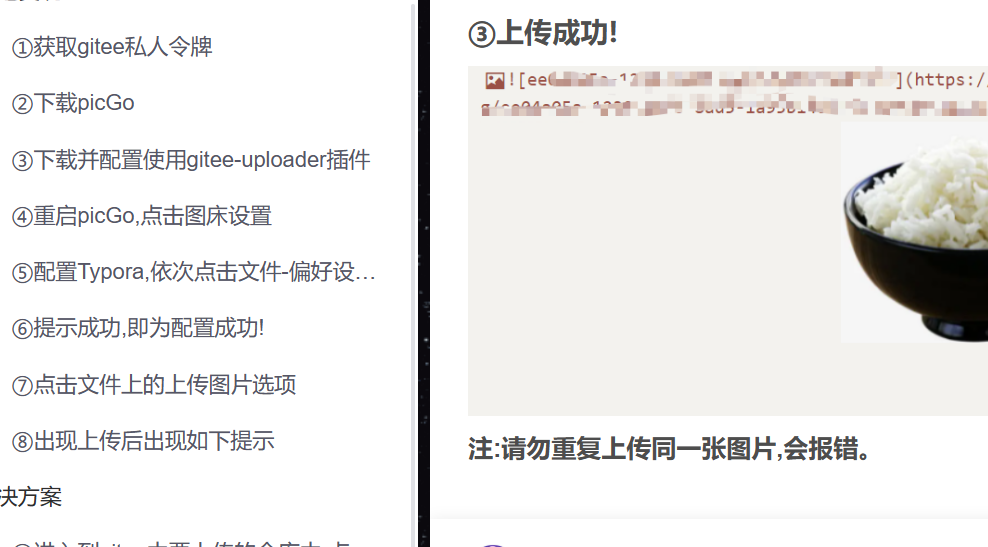 ①获取gitee私人令牌
②下载picGo
③下载并配置使用gitee-uploader插件
④重启picGo,点击图床设置
⑤配置Typora,依次点击文件-偏好设…
⑥提示成功,即为配置成功!
⑦点击文件上的上传图片选项
⑧出现上传后出现如下提示
决方案
③上传成功!
![ee ](https:/
注:请勿重复上传同一张图片,会报错。